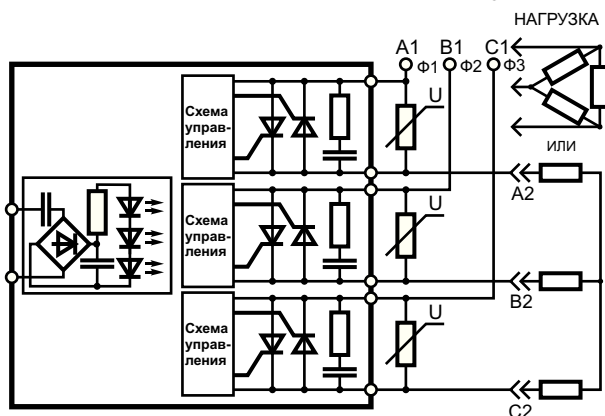 НАГРУЗКА
A1 B1 C1
Ф1 Ф2 Ф3
U
Схема
управ-
ления
ИЛИ
A2
Схема
управ-
ления
U
B2
Схема
управ-
ления
U
C2